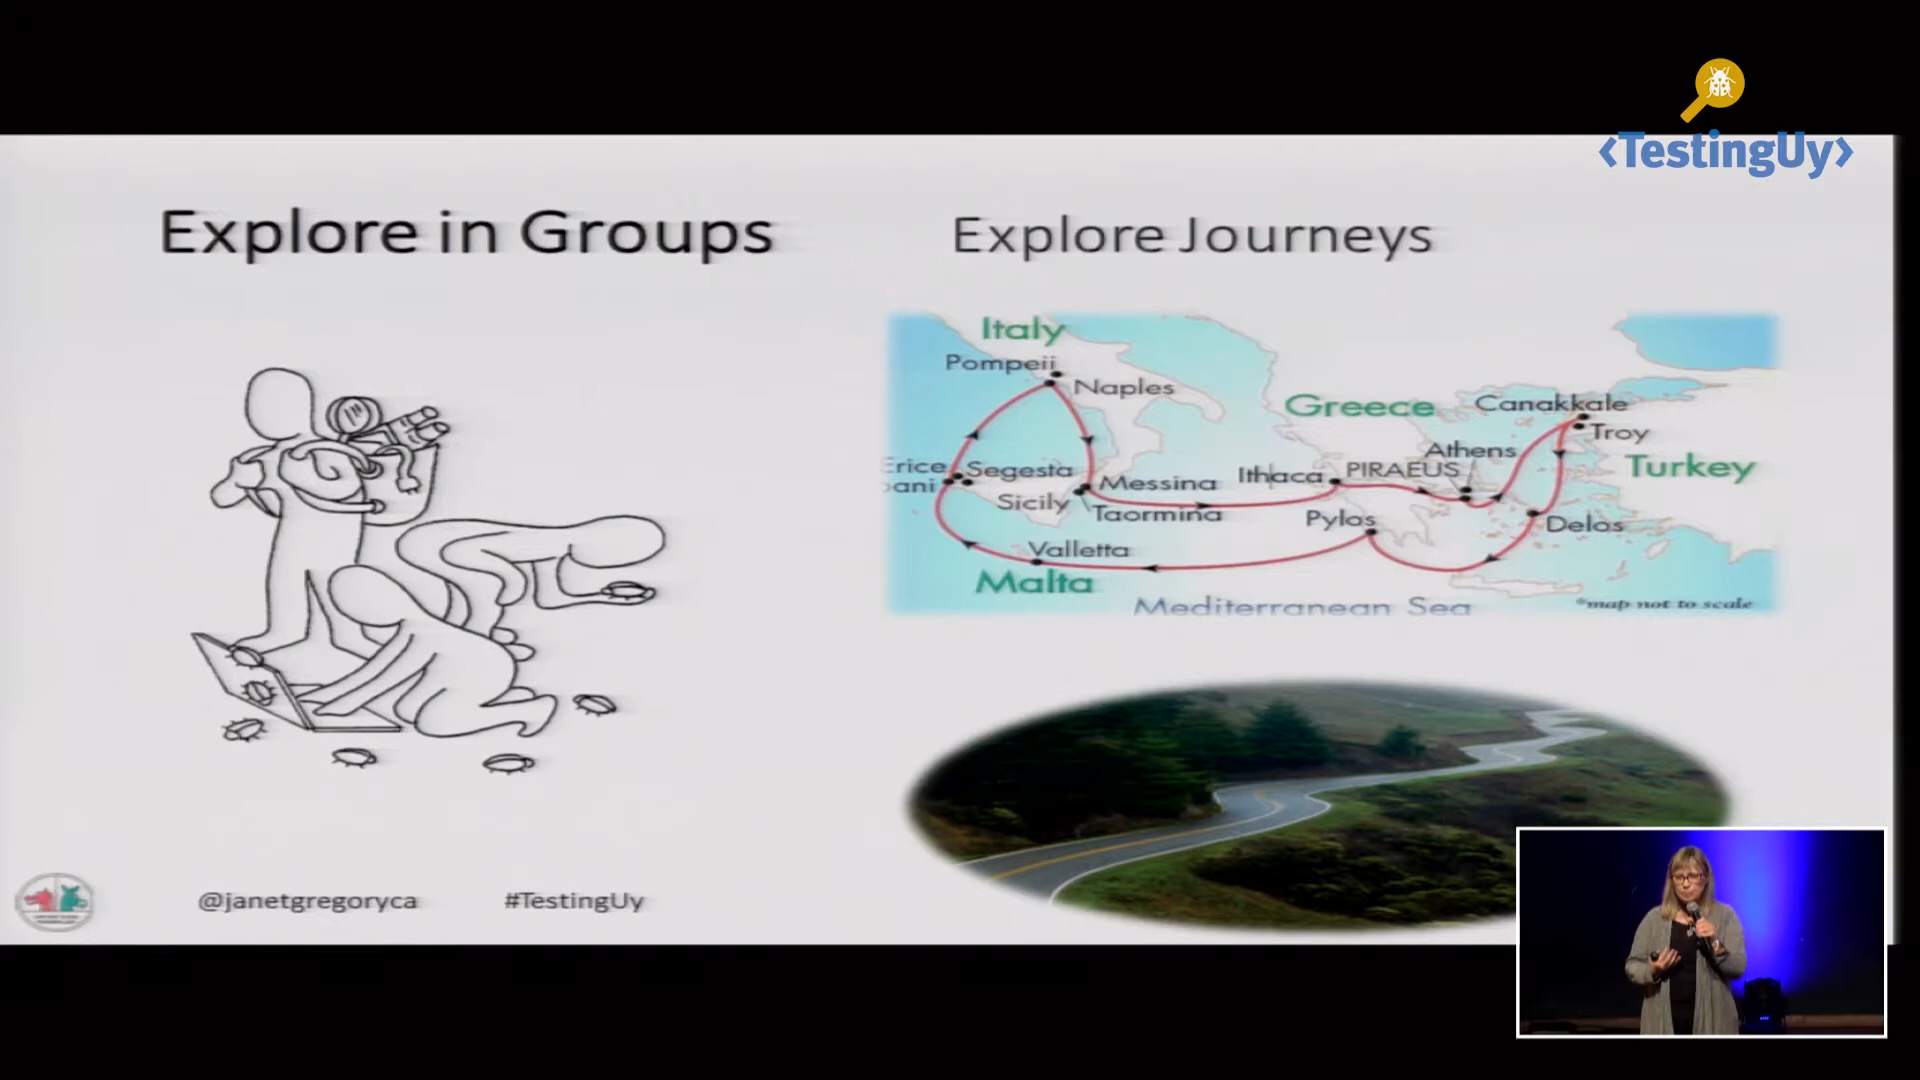 <TestingUy>
Explore in Groups
Explore Journeys
Italy
Pompeii
Naples
Greece
Canakkale
Troy
Athens
Turkey
Erice
Segesta
Messina
Ithaca
PIRAEUS
Sicily
Taormina
Pylos
Delos
Valletta
Malta
Mediterranean Sea
*map not to scale
@janetgregoryca
#TestingUy